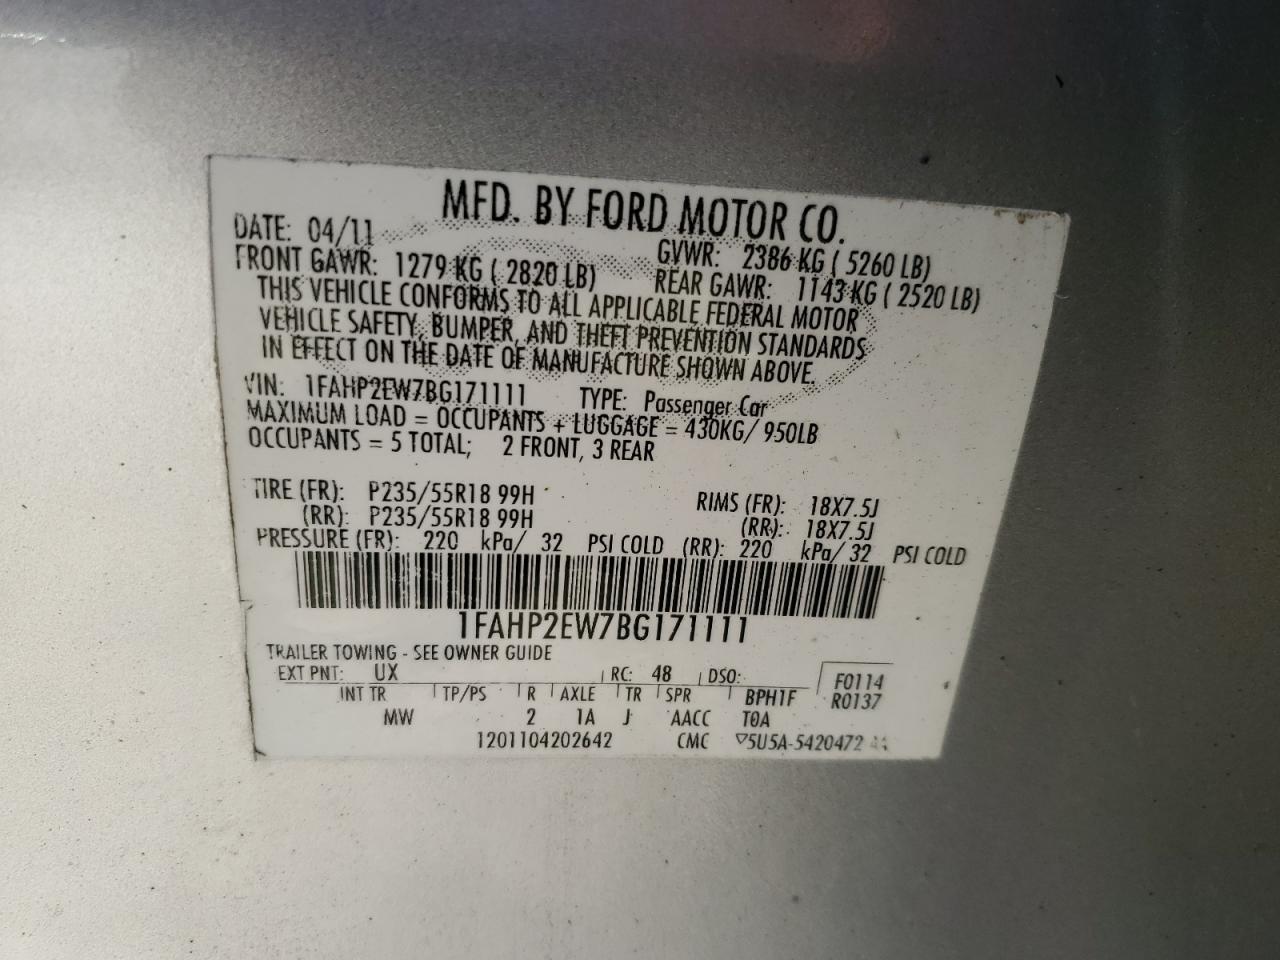 MFD. BY FORD MOTOR CO.
DATE: 04/11 GVWR: 2386 KG ( 5260 LB)
FRONT GAWR: 1279 KG ( 2820 LB) REAR GAWR: 1143 KG ( 2520 LB)
THIS VEHICLE CONFORMS TO ALL APPLICABLE FEDERAL MOTOR
VEHICLE SAFETY, BUMPER, AND THEFT PREVENTION STANDARDS
IN EFFECT ON THE DATE OF MANUFACTURE SHOWN ABOVE.
VIN: 1FAHP2EW7BG171111 TYPE: Passenger Car
MAXIMUM LOAD = OCCUPANTS + LUGGAGE = 430KG/ 950LB
OCCUPANTS = 5 TOTAL; 2 FRONT, 3 REAR
TIRE (FR): P235/55R18 99H RIMS (FR): 18X7.5J
(RR): P235/55R18 99H (RR): 18X7.5J
PRESSURE (FR): 220 kPa/ 32 PSI COLD (RR): 220 kPa/ 32 PSI COLD
1FAHP2EW7BG171111
TRAILER TOWING - SEE OWNER GUIDE
EXT PNT: UX RC: 48 DSO: F0114
INT TR TP/PS R AXLE TR SPR BPH1F R0137
MW 2 1A J AACC T0A
1201104202642 CMC ▽5U5A-5420472